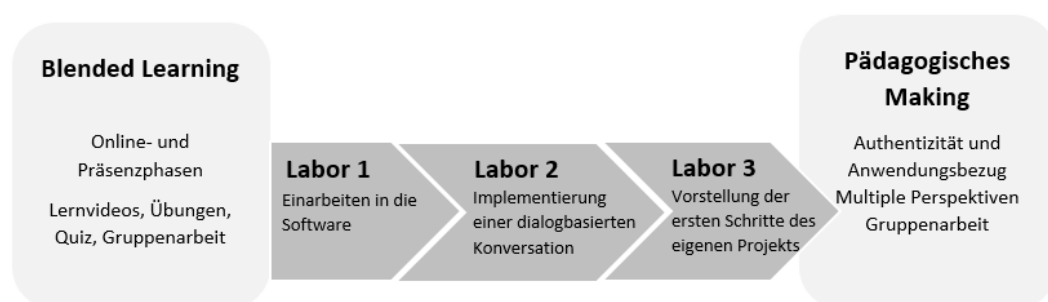 Blended Learning
Online- und
Präsenzphasen
Lernvideos, Übungen,
Quiz, Gruppenarbeit
Labor 1
Einarbeiten in die
Software
Labor 2
Implementierung
einer dialogbasierten
Konversation
Labor 3
Vorstellung der
ersten Schritte des
eigenen Projekts
Pädagogisches
Making
Authentizität und
Anwendungsbezug
Multiple Perspektiven
Gruppenarbeit